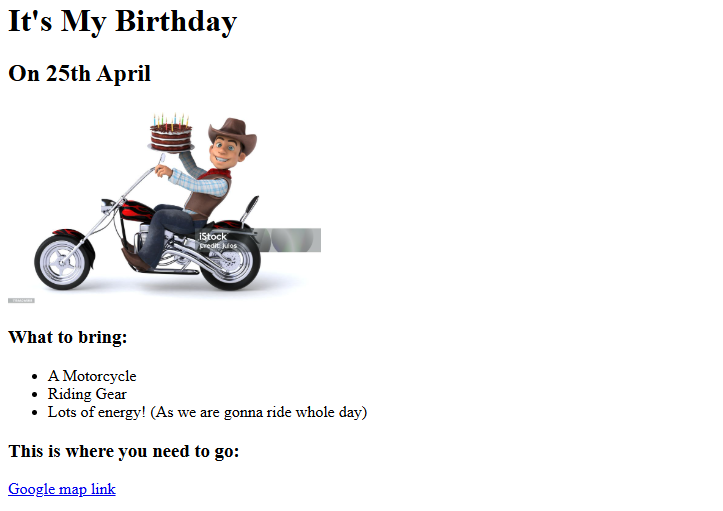 It's My Birthday
On 25th April
iStock
Credit: julos
What to bring:
A Motorcycle
Riding Gear
Lots of energy! (As we are gonna ride whole day)
This is where you need to go:
Google map link